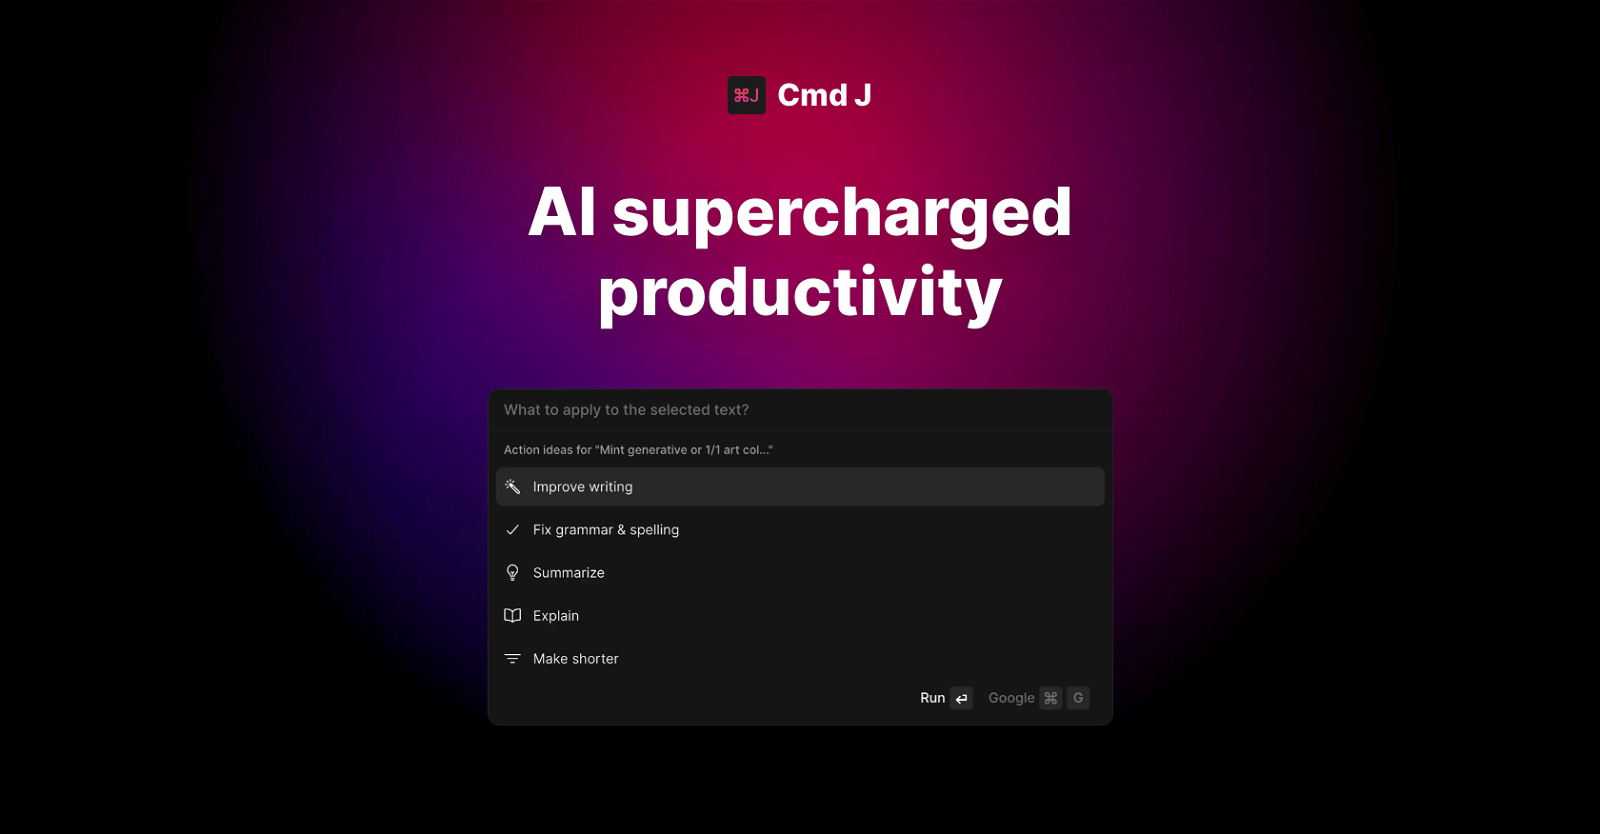 ⌘J Cmd J
AI supercharged
productivity
What to apply to the selected text?
Action ideas for "Mint generative or 1/1 art col..."
Improve writing
Fix grammar & spelling
Summarize
Explain
Make shorter
Run ↵ Google ⌘ G